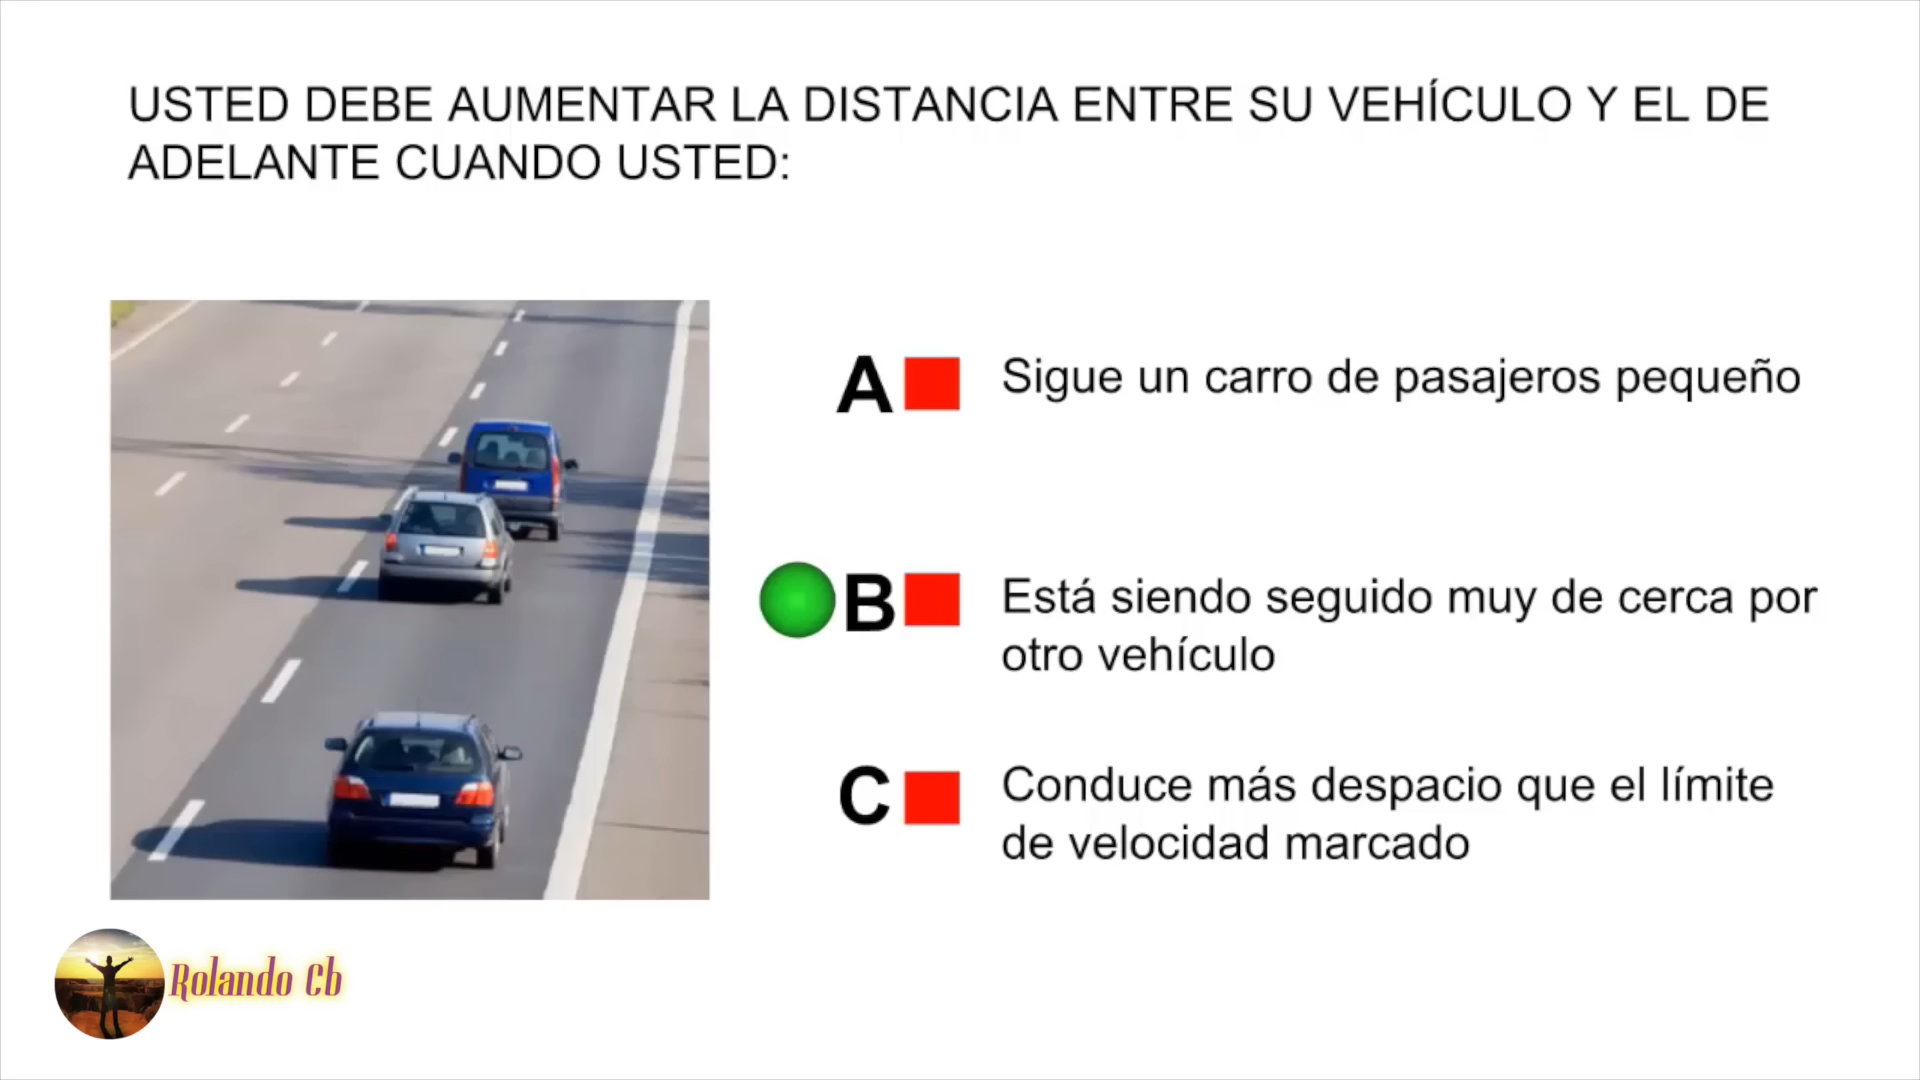 USTED DEBE AUMENTAR LA DISTANCIA ENTRE SU VEHÍCULO Y EL DE
ADELANTE CUANDO USTED:
A Sigue un carro de pasajeros pequeño
B Está siendo seguido muy de cerca por
otro vehículo
C Conduce más despacio que el límite
de velocidad marcado
Rolando Cb